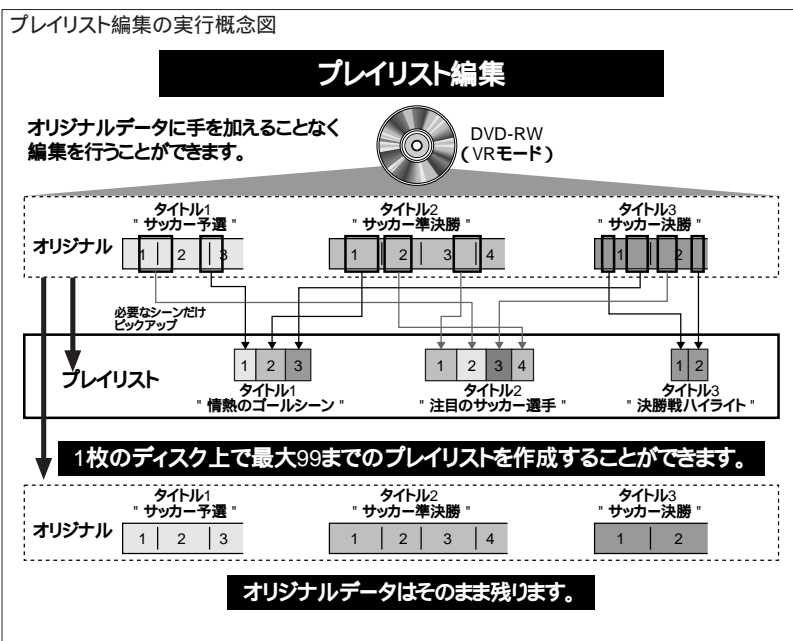 プレイリスト編集の実行概念図
プレイリスト編集
オリジナルデータに手を加えることなく
編集を行うことができます。
DVD-RW
(VRモード)
タイトル1
" サッカー予選 "
タイトル2
" サッカー準決勝 "
タイトル3
" サッカー決勝 "
オリジナル
1 2 3
1 2 3 4
1 2
必要なシーンだけ
ピックアップ
プレイリスト
1 2 3
1 2 3 4
1 2
タイトル1
" 情熱のゴールシーン "
タイトル2
" 注目のサッカー選手 "
タイトル3
" 決勝戦ハイライト "
1枚のディスク上で最大99までのプレイリストを作成することができます。
タイトル1
" サッカー予選 "
タイトル2
" サッカー準決勝 "
タイトル3
" サッカー決勝 "
オリジナル
1 2 3
1 2 3 4
1 2
オリジナルデータはそのまま残ります。